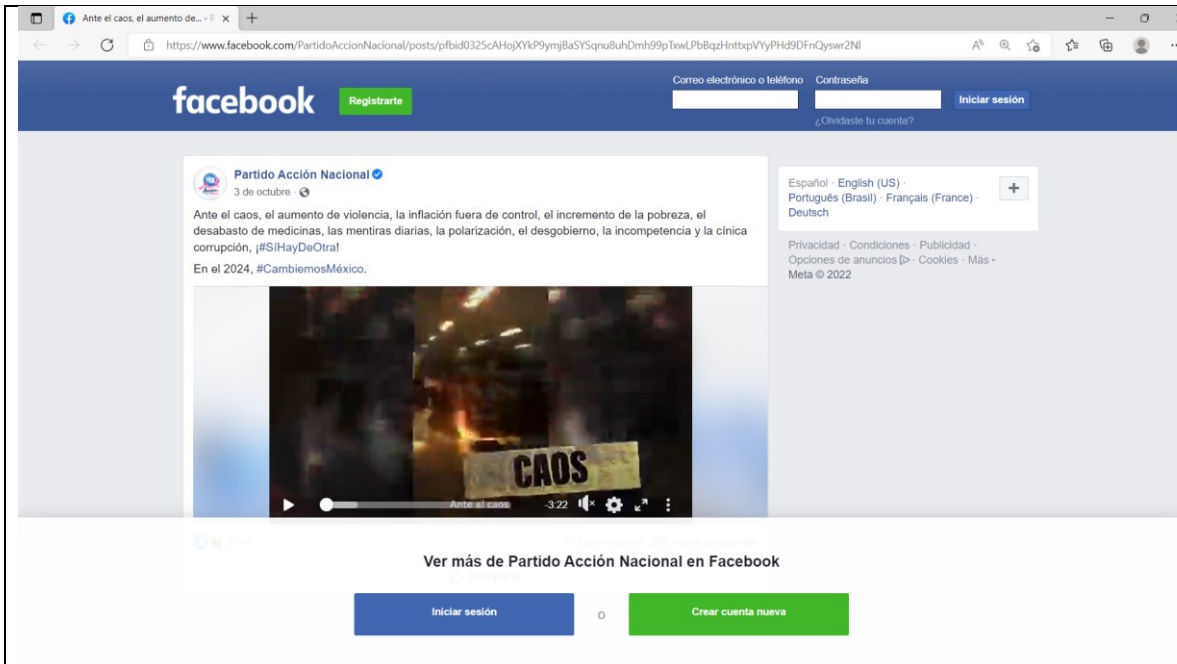 Ante el caos, el aumento de... - F
https://www.facebook.com/PartidoAccionNacional/posts/pfbid0325cAHojXYkP9ymjBaSYSqnu8uhDmh99pTxwLPbBqzHnttxpVYyPHd9DFnQyswr2Nl
facebook
Registrarte
Correo electrónico o teléfono
Contraseña
Iniciar sesión
¿Olvidaste tu cuenta?
Partido Acción Nacional
3 de octubre ·
Ante el caos, el aumento de violencia, la inflación fuera de control, el incremento de la pobreza, el
desabasto de medicinas, las mentiras diarias, la polarización, el desgobierno, la incompetencia y la cínica
corrupción, ¡#SíHayDeOtra!
En el 2024, #CambiemosMéxico.
CAOS
Ante el caos
-3:22
Español · English (US) ·
Português (Brasil) · Français (France) ·
Deutsch
Privacidad · Condiciones · Publicidad ·
Opciones de anuncios · Cookies · Más
Meta © 2022
Compartir
Ver más de Partido Acción Nacional en Facebook
Iniciar sesión
o
Crear cuenta nueva